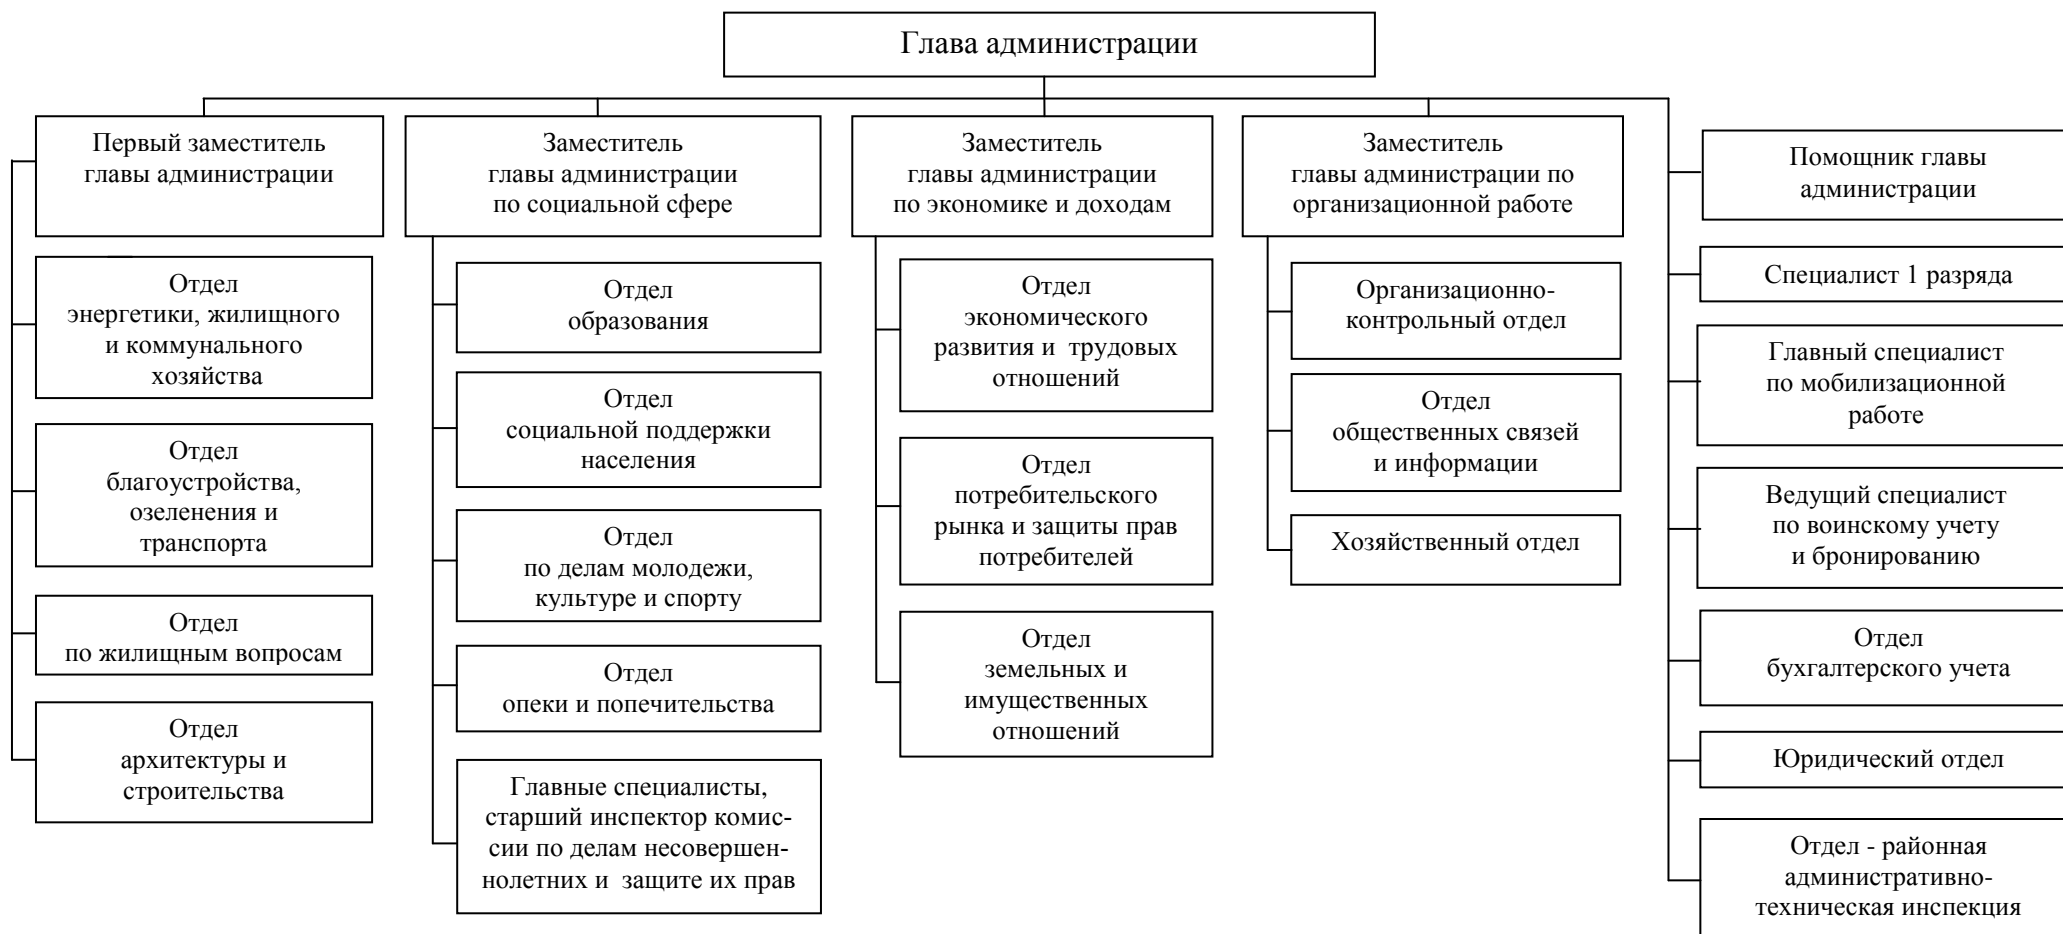 Глава администрации
Первый заместитель
главы администрации
Отдел
энергетики, жилищного
и коммунального
хозяйства
Отдел
благоустройства,
озеленения и
транспорта
Отдел
по жилищным вопросам
Отдел
архитектуры и
строительства
Заместитель
главы администрации
по социальной сфере
Отдел
образования
Отдел
социальной поддержки
населения
Отдел
по делам молодежи,
культуре и спорту
Отдел
опеки и попечительства
Главные специалисты,
старший инспектор комис-
сии по делам несовершен-
нолетних и защите их прав
Заместитель
главы администрации
по экономике и доходам
Отдел
экономического
развития и трудовых
отношений
Отдел
потребительского
рынка и защиты прав
потребителей
Отдел
земельных и
имущественных
отношений
Заместитель
главы администрации по
организационной работе
Организационно-
контрольный отдел
Отдел
общественных связей
и информации
Хозяйственный отдел
Помощник главы
администрации
Специалист 1 разряда
Главный специалист
по мобилизационной
работе
Ведущий специалист
по воинскому учету
и бронированию
Отдел
бухгалтерского учета
Юридический отдел
Отдел - районная
административно-
техническая инспекция